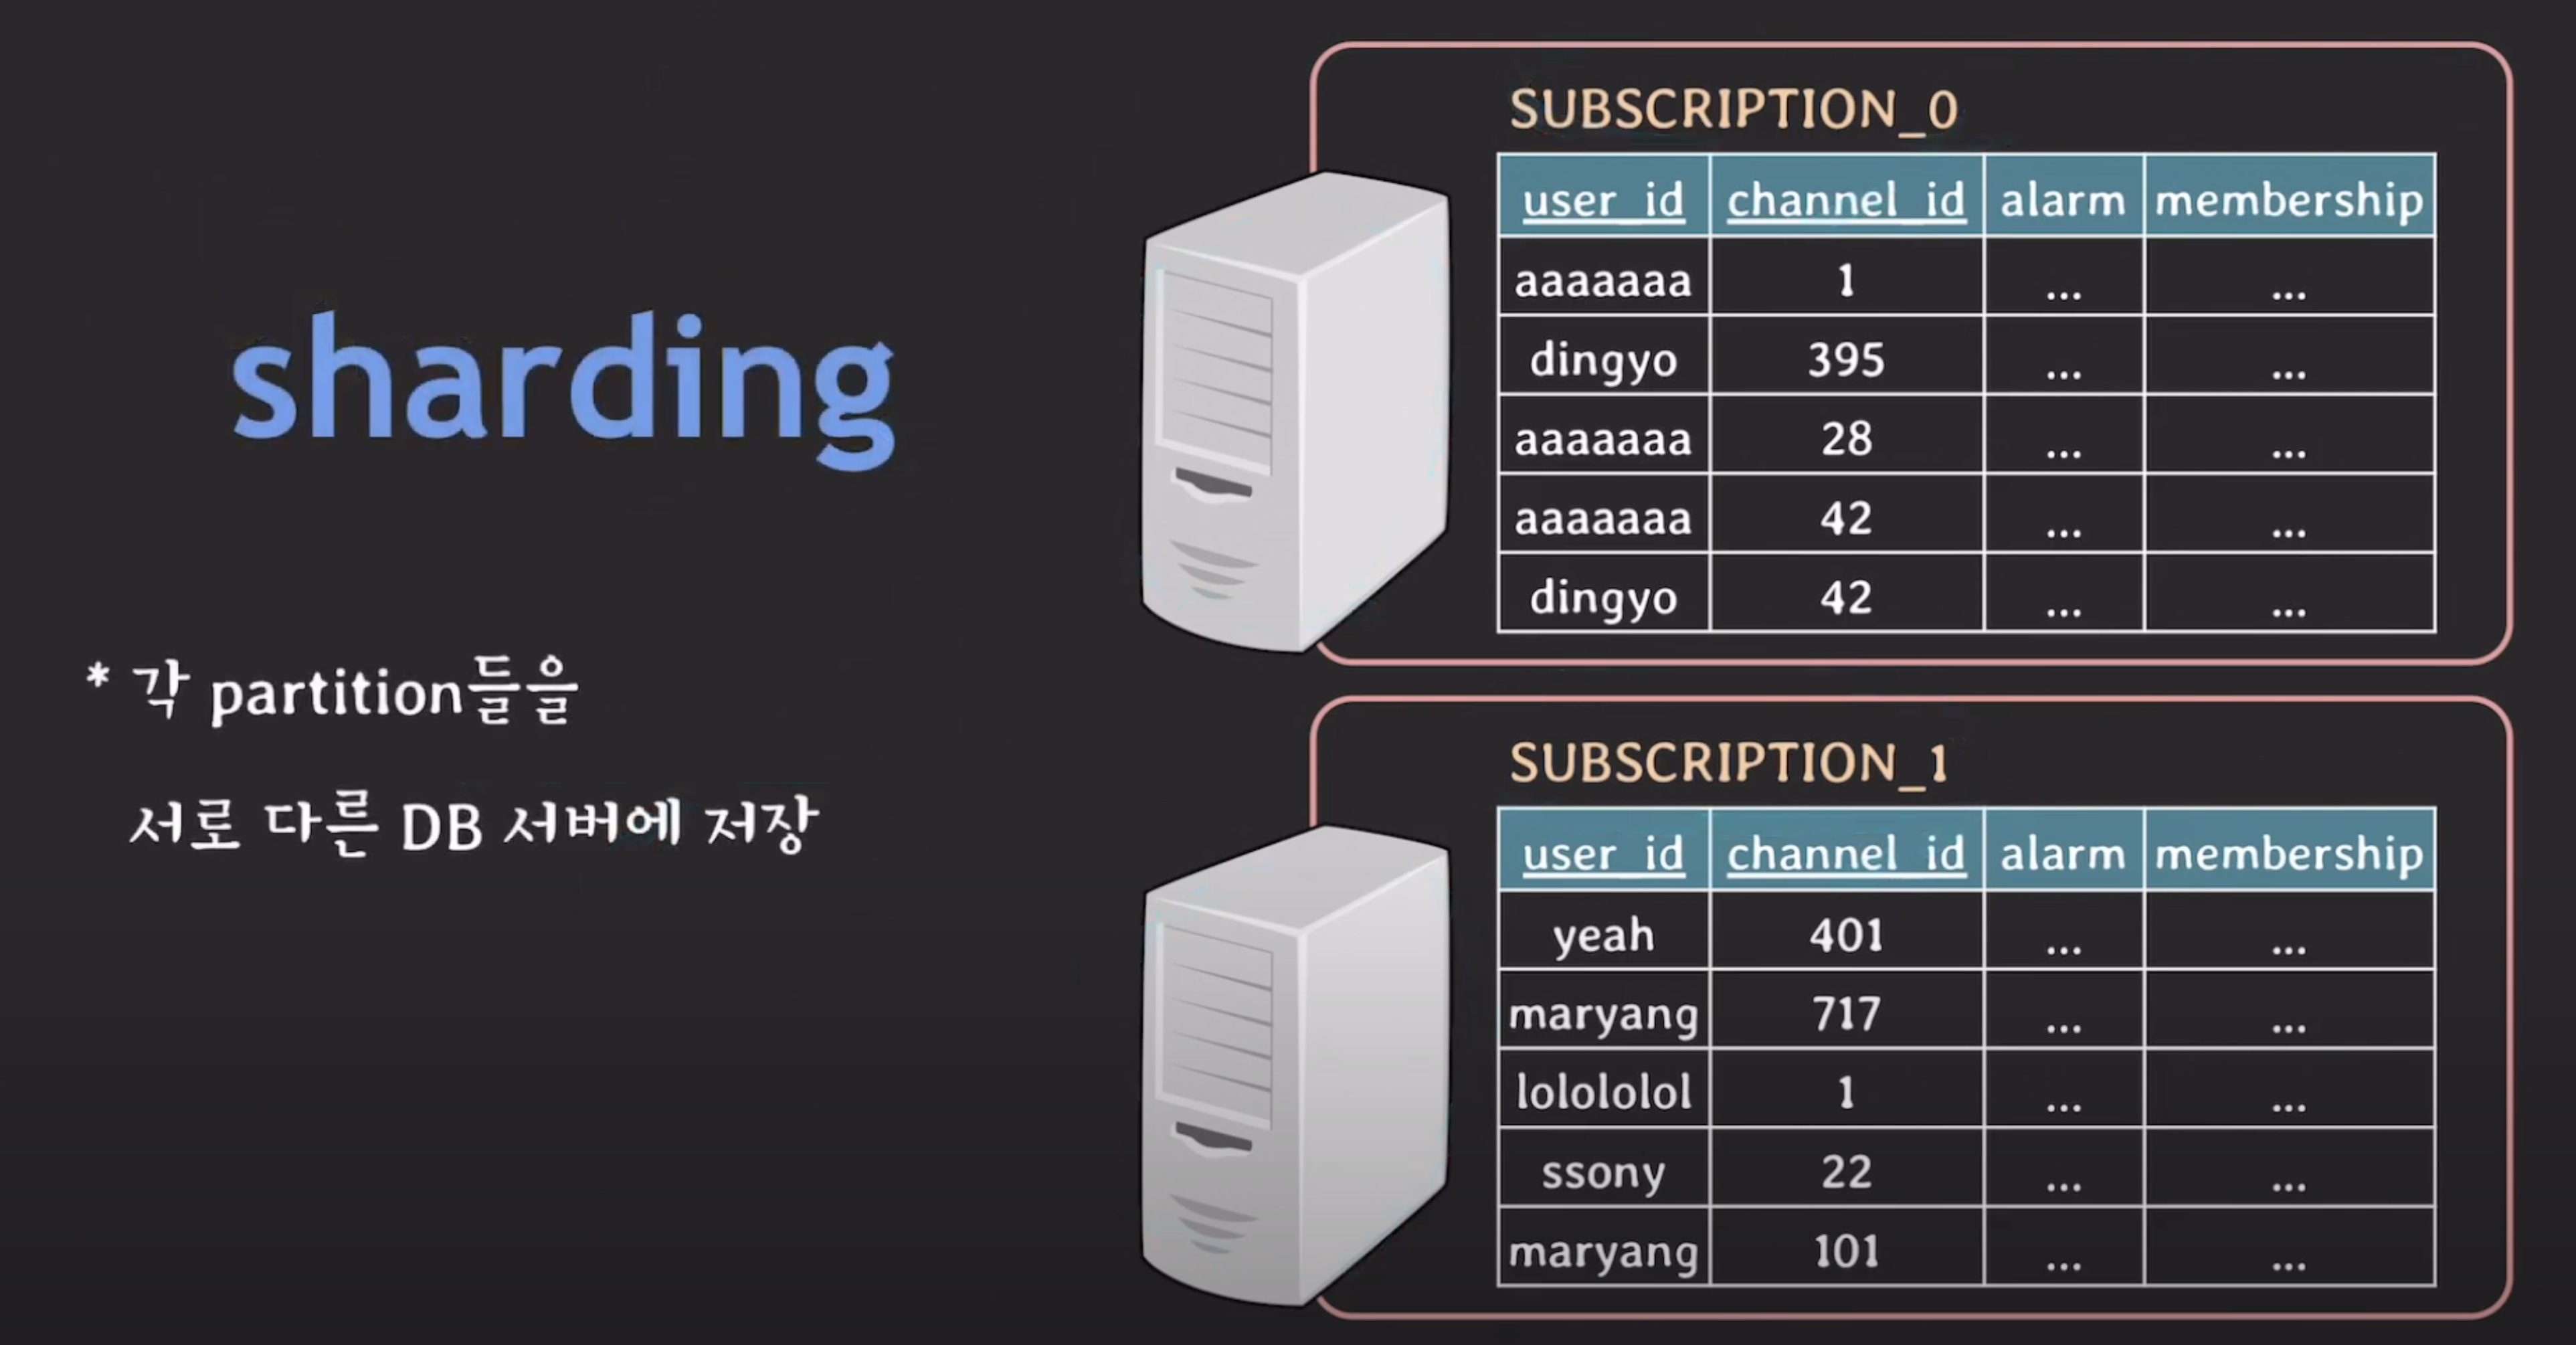 sharding
* 각 partition들을
서로 다른 DB 서버에 저장
SUBSCRIPTION_0
user_id channel_id alarm membership
aaaaaaa 1 ... ...
dingyo 395 ... ...
aaaaaaa 28 ... ...
aaaaaaa 42 ... ...
dingyo 42 ... ...
SUBSCRIPTION_1
user_id channel_id alarm membership
yeah 401 ... ...
maryang 717 ... ...
lolololol 1 ... ...
ssony 22 ... ...
maryang 101 ... ...